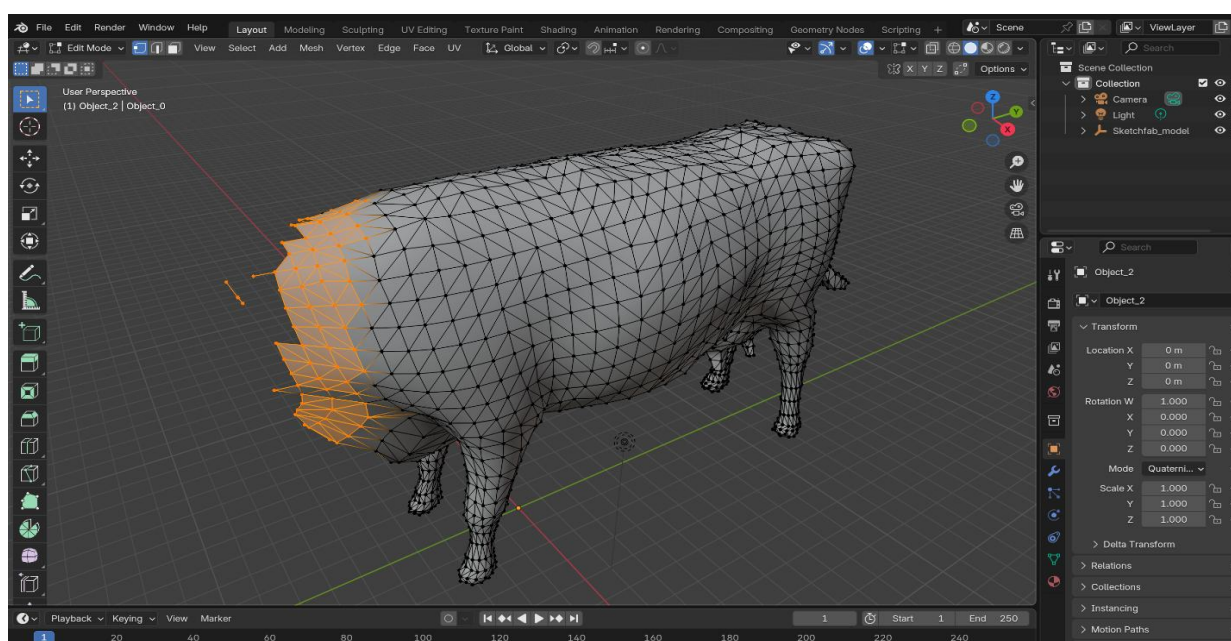 File Edit Render Window Help Layout Modeling Sculpting UV Editing Texture Paint Shading Animation Rendering Compositing Geometry Nodes Scripting + Scene ViewLayer
Edit Mode View Select Add Mesh Vertex Edge Face UV Global Search
X Y Z Options
User Perspective
(1) Object_2 | Object_0
Z
Y
X
Scene Collection
Collection
Camera
Light
Sketchfab_model
Search
Object_2
Object_2
Transform
Location X 0 m
Y 0 m
Z 0 m
Rotation W 1.000
X 0.000
Y 0.000
Z 0.000
Mode Quaterni...
Scale X 1.000
Y 1.000
Z 1.000
Delta Transform
Relations
Collections
Instancing
Motion Paths
Playback Keying View Marker 1 Start 1 End 250
1 20 40 60 80 100 120 140 160 180 200 220 240